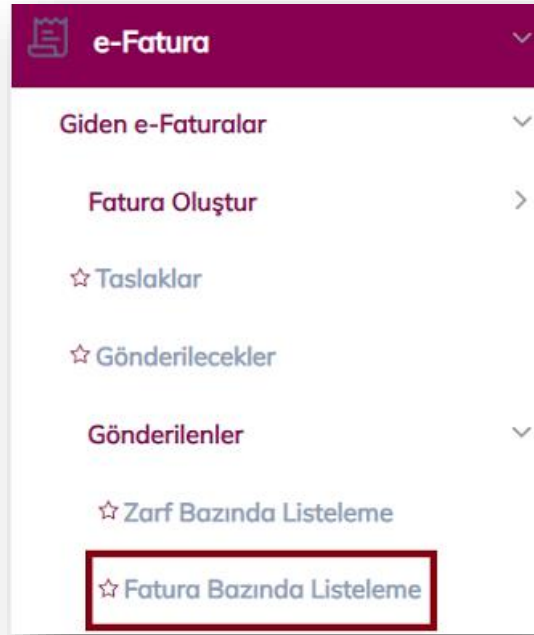 e-Fatura
Giden e-Faturalar
Fatura Oluştur
Taslaklar
Gönderilecekler
Gönderilenler
Zarf Bazında Listeleme
Fatura Bazında Listeleme